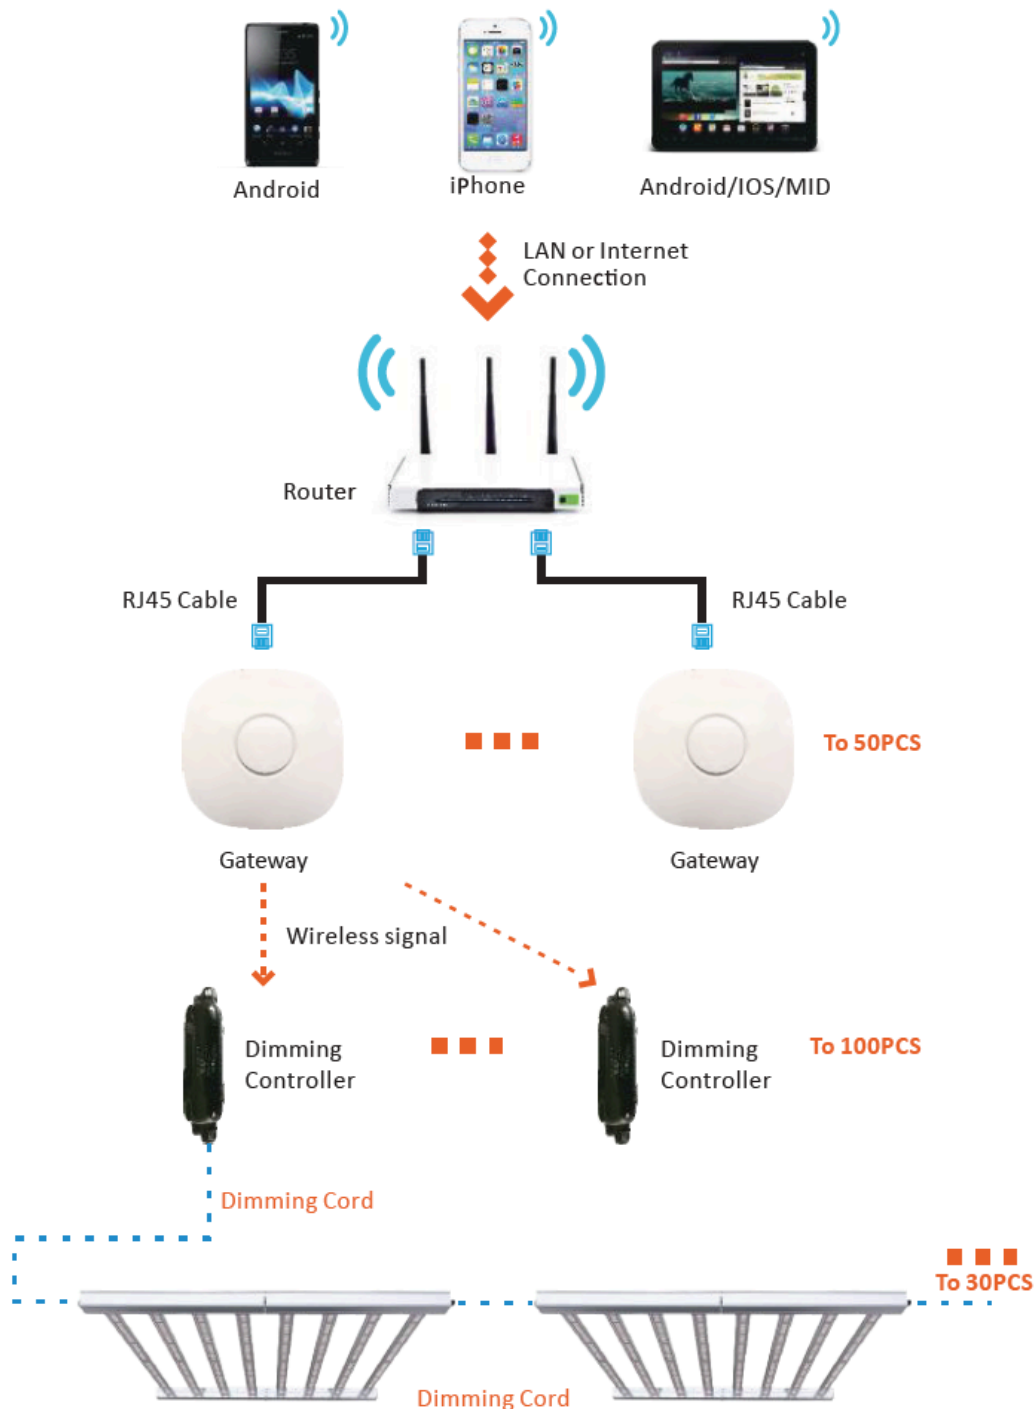 Android
iPhone
Android/IOS/MID
LAN or Internet
Connection
Router
RJ45 Cable
RJ45 Cable
To 50PCS
Gateway
Gateway
Wireless signal
Dimming
Controller
Dimming
Controller
To 100PCS
Dimming Cord
To 30PCS
Dimming Cord